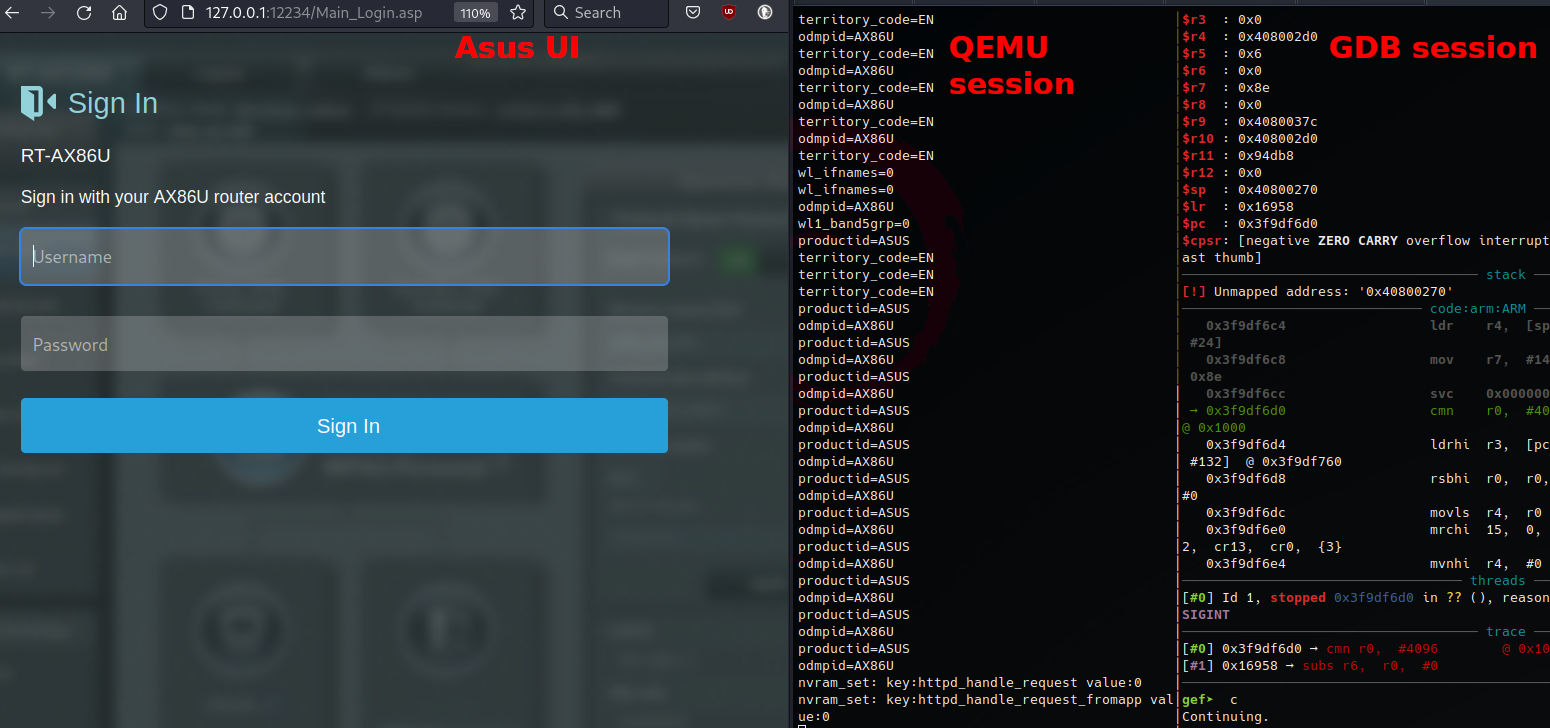 127.0.0.1:12234/Main_Login.asp
110%
Search
Asus UI
Sign In
RT-AX86U
Sign in with your AX86U router account
Username
Password
Sign In
QEMU
session
territory_code=EN
odmpid=AX86U
territory_code=EN
odmpid=AX86U
territory_code=EN
odmpid=AX86U
territory_code=EN
odmpid=AX86U
territory_code=EN
wl_ifnames=0
wl_ifnames=0
odmpid=AX86U
wl1_band5grp=0
productid=ASUS
territory_code=EN
territory_code=EN
territory_code=EN
productid=ASUS
odmpid=AX86U
productid=ASUS
odmpid=AX86U
productid=ASUS
odmpid=AX86U
productid=ASUS
odmpid=AX86U
productid=ASUS
odmpid=AX86U
productid=ASUS
odmpid=AX86U
productid=ASUS
odmpid=AX86U
productid=ASUS
odmpid=AX86U
productid=ASUS
odmpid=AX86U
productid=ASUS
odmpid=AX86U
productid=ASUS
odmpid=AX86U
nvram_set: key:httpd_handle_request value:0
nvram_set: key:httpd_handle_request_fromapp val
ue:0
GDB session
$r3 : 0x0
$r4 : 0x408002d0
$r5 : 0x6
$r6 : 0x0
$r7 : 0x8e
$r8 : 0x0
$r9 : 0x4080037c
$r10 : 0x408002d0
$r11 : 0x94db8
$r12 : 0x0
$sp : 0x40800270
$lr : 0x16958
$pc : 0x3f9df6d0
$cpsr: [negative ZERO CARRY overflow interrupt
ast thumb]
stack
[!] Unmapped address: '0x40800270'
code:arm:ARM
0x3f9df6c4 ldr r4, [sp
#24]
0x3f9df6c8 mov r7, #14
0x8e
0x3f9df6cc svc 0x000000
→ 0x3f9df6d0 cmn r0, #40
@ 0x1000
0x3f9df6d4 ldrhi r3, [pc
#132] @ 0x3f9df760
0x3f9df6d8 rsbhi r0, r0,
#0
0x3f9df6dc movls r4, r0
0x3f9df6e0 mrchi 15, 0,
2, cr13, cr0, {3}
0x3f9df6e4 mvnhi r4, #0
threads
[#0] Id 1, stopped 0x3f9df6d0 in ?? (), reason
SIGINT
trace
[#0] 0x3f9df6d0 → cmn r0, #4096 @ 0x10
[#1] 0x16958 → subs r6, r0, #0
gef➤ c
Continuing.